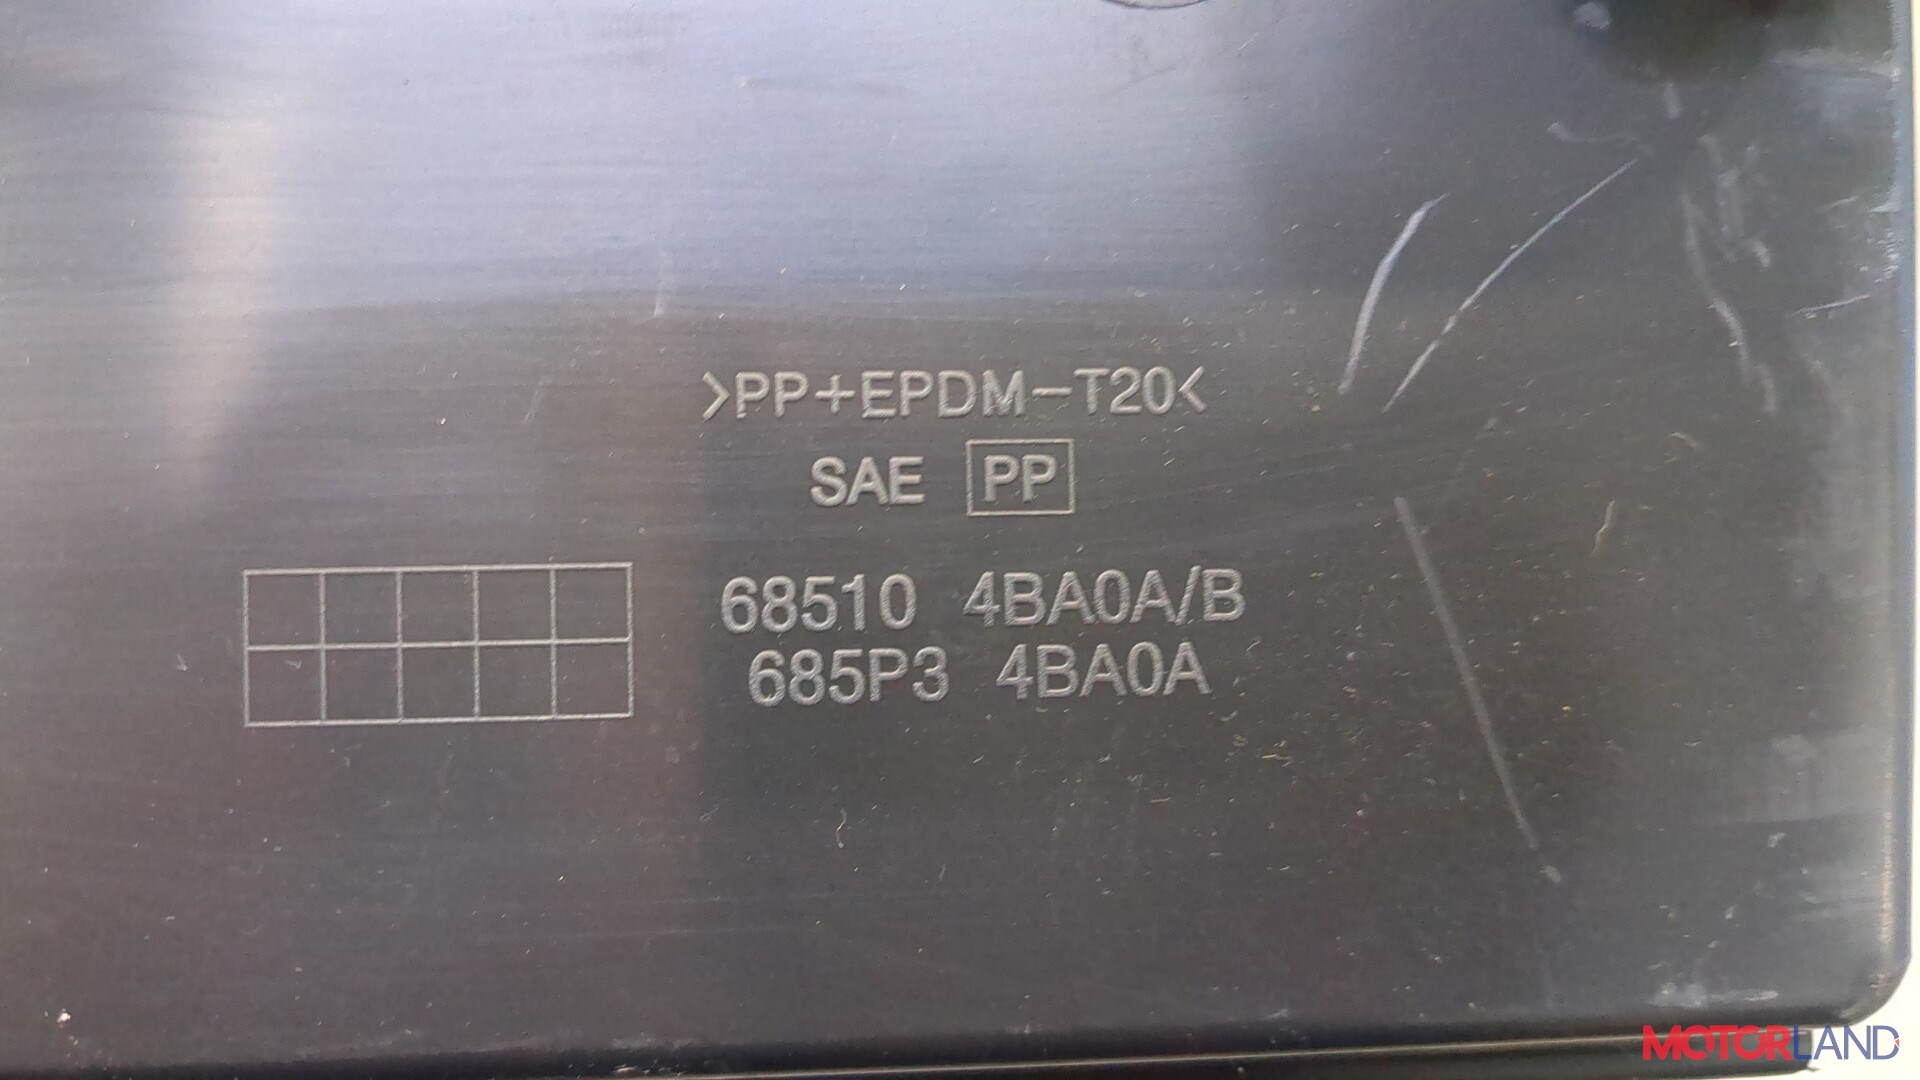 >PP+EPDM-T20<
SAE PP
68510 4BA0A/B
685P3 4BA0A
MOTORLAND